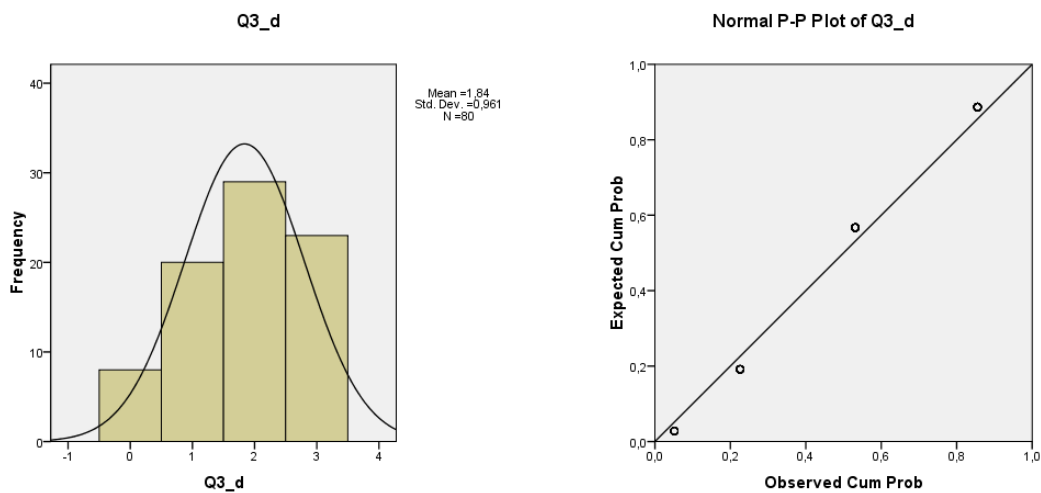 Q3_d
Mean =1,84
Std. Dev. =0,961
N =80
Frequency
40
30
20
10
0
-1 0 1 2 3 4
Q3_d
Normal P-P Plot of Q3_d
Expected Cum Prob
1,0
0,8
0,6
0,4
0,2
0,0
0,0 0,2 0,4 0,6 0,8 1,0
Observed Cum Prob